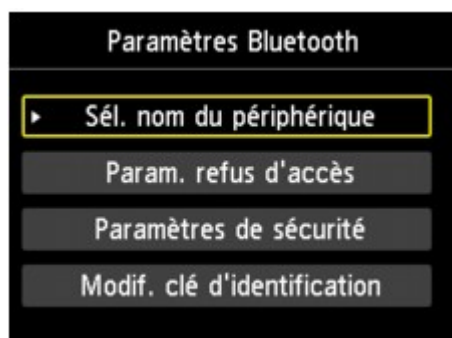 Paramètres Bluetooth
Sél. nom du périphérique
Param. refus d'accès
Paramètres de sécurité
Modif. clé d'identification